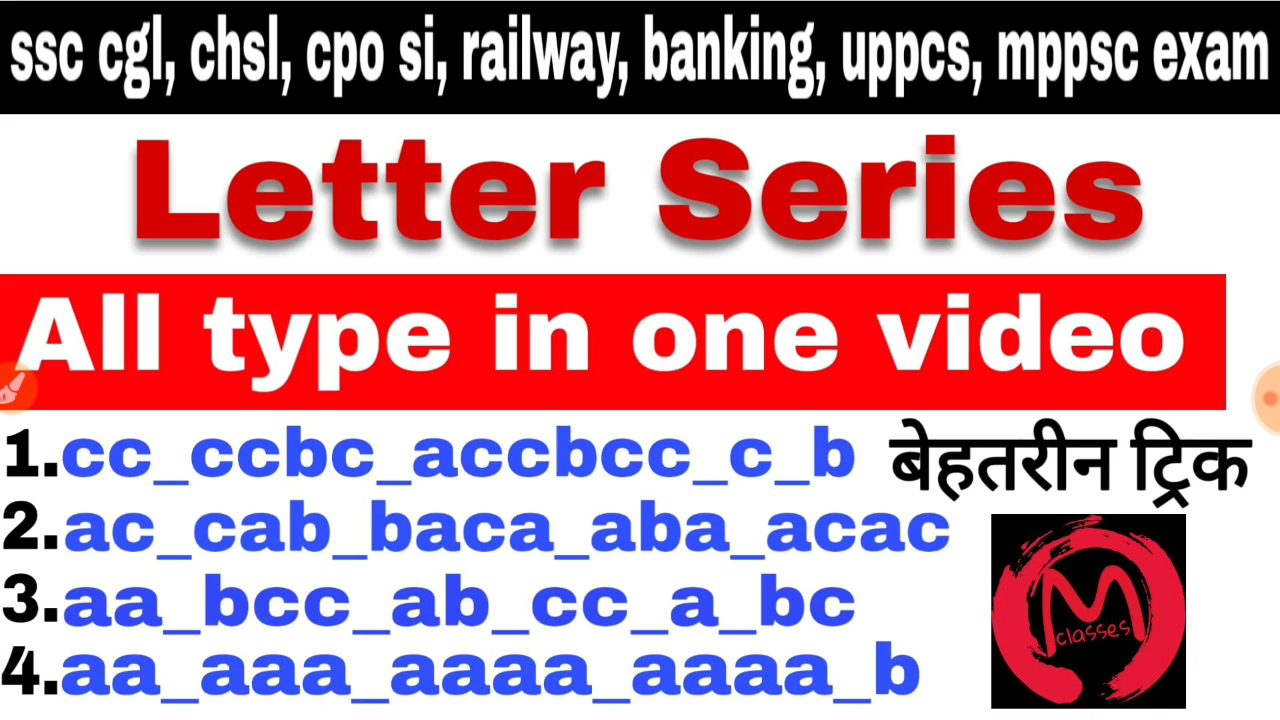 ssc cgl, chsl, cpo si, railway, banking, uppcs, mppsc exam
Letter Series
All type in one video
1.cc_ccbc_accbcc_c_b बेहतरीन ट्रिक
2.ac_cab_baca_aba_acac
3.aa_bcc_ab_cc_a_bc
4.aa_aaa_aaaa_aaaa_b
M
classes